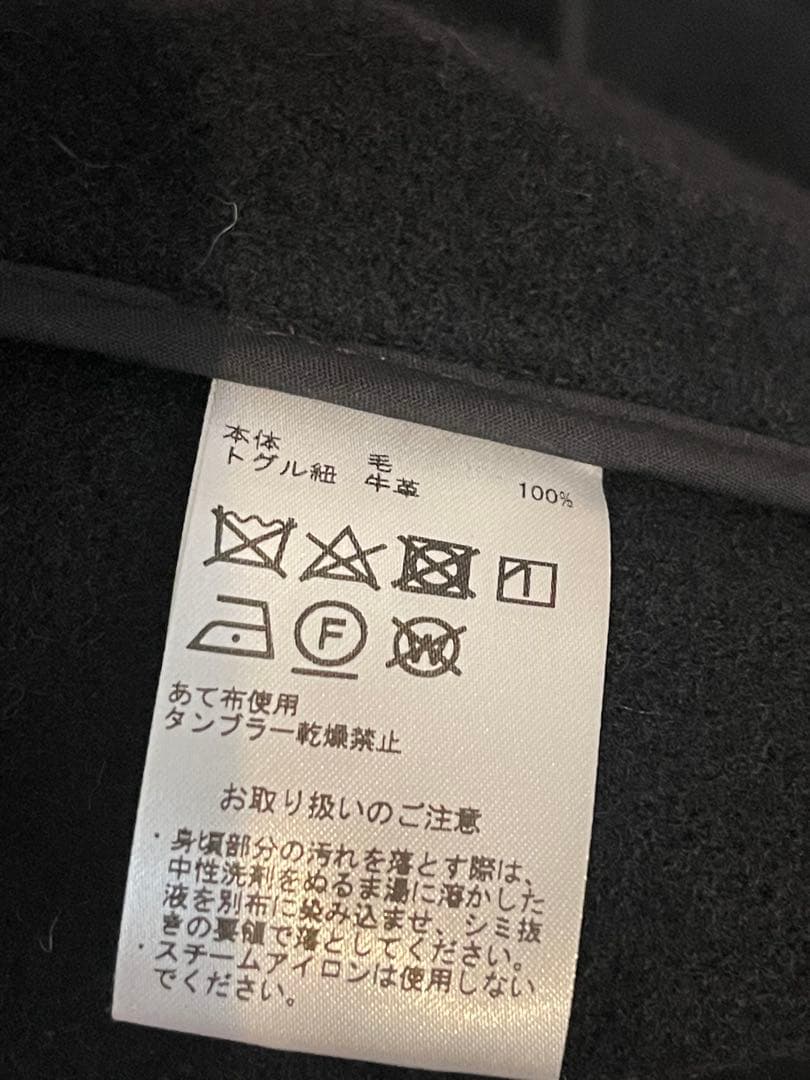 本体 毛 100%
トグル紐 牛革
F
W
あて布使用
タンブラー乾燥禁止
お取り扱いのご注意
・身頃部分の汚れを落とす際は、
中性洗剤をぬるま湯に溶かした
液を別布に染み込ませ、シミ抜
きの要領で落としてください。
・スチームアイロンは使用しない
でください。